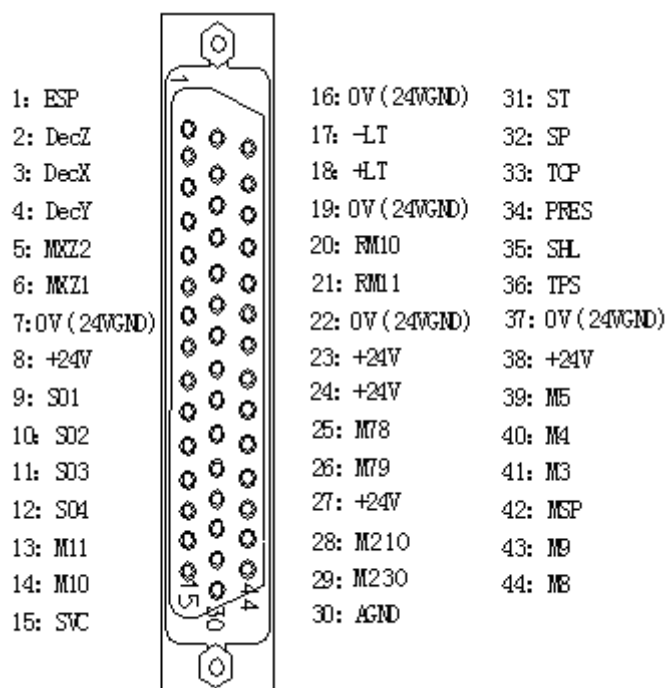 1: ESP
2: DecZ
3: DecX
4: DecY
5: MXZ2
6: MXZ1
7:0V(24VGND)
8: +24V
9: S01
10: S02
11: S03
12: S04
13: M11
14: M10
15: SVC
1
15
30
44
16: 0V(24VGND)
17: -LT
18: +LT
19: 0V(24VGND)
20: RM10
21: RM11
22: 0V(24VGND)
23: +24V
24: +24V
25: M78
26: M79
27: +24V
28: M210
29: M230
30: AGND
31: ST
32: SP
33: TCP
34: PRES
35: SHL
36: TPS
37: 0V(24VGND)
38: +24V
39: M5
40: M4
41: M3
42: MSP
43: M9
44: M8